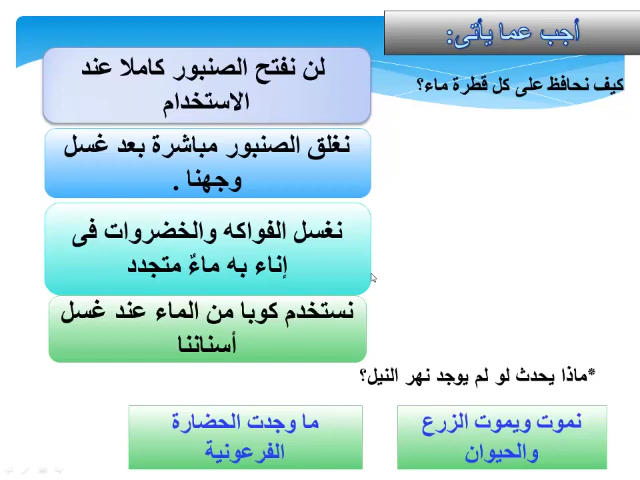 أجب عما يأتى:
كيف نحافظ على كل قطرة ماء؟
لن نفتح الصنبور كاملا عند
الاستخدام
نغلق الصنبور مباشرة بعد غسل
وجهنا .
نغسل الفواكه والخضروات فى
إناء به ماءٌ متجدد
نستخدم كوبا من الماء عند غسل
أسناننا
*ماذا يحدث لو لم يوجد نهر النيل؟
نموت ويموت الزرع
والحيوان
ما وجدت الحضارة
الفرعونية